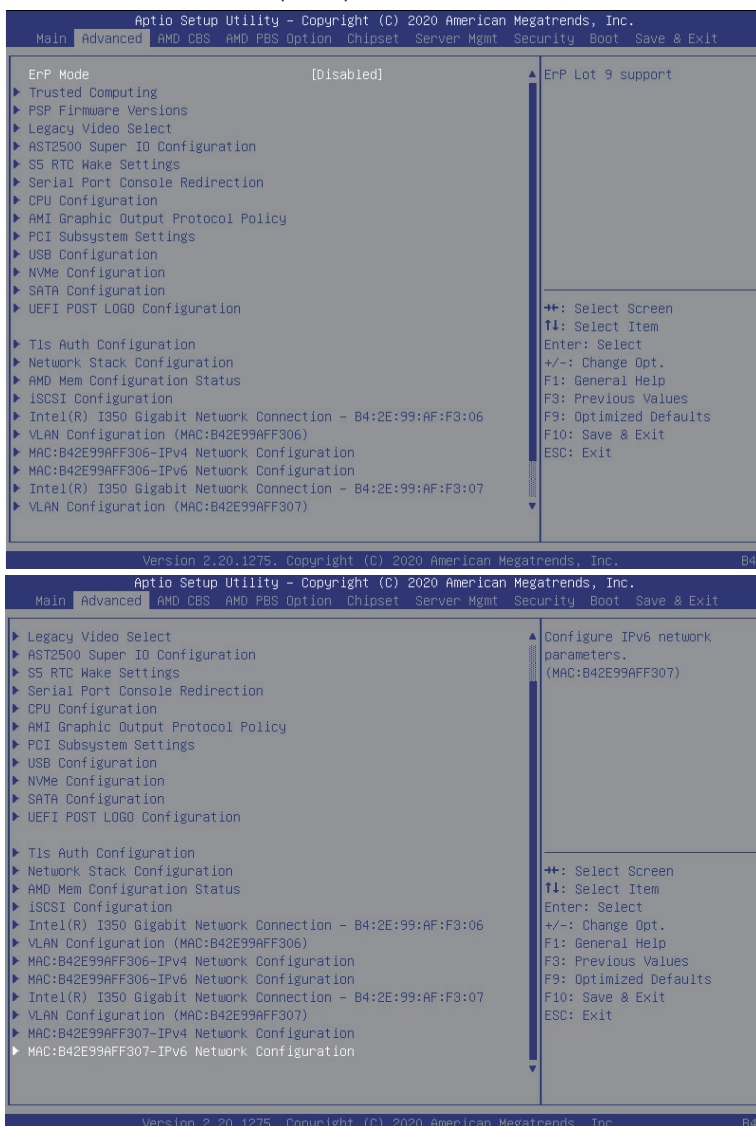 Aptio Setup Utility – Copyright (C) 2020 American Megatrends, Inc.
Main Advanced AMD CBS AMD PBS Option Chipset Server Mgmt Security Boot Save & Exit
ErP Mode [Disabled]
Trusted Computing
PSP Firmware Versions
Legacy Video Select
AST2500 Super IO Configuration
S5 RTC Wake Settings
Serial Port Console Redirection
CPU Configuration
AMI Graphic Output Protocol Policy
PCI Subsystem Settings
USB Configuration
NVMe Configuration
SATA Configuration
UEFI POST LOGO Configuration
Tls Auth Configuration
Network Stack Configuration
AMD Mem Configuration Status
iSCSI Configuration
Intel(R) I350 Gigabit Network Connection – B4:2E:99:AF:F3:06
VLAN Configuration (MAC:B42E99AFF306)
MAC:B42E99AFF306-IPv4 Network Configuration
MAC:B42E99AFF306-IPv6 Network Configuration
Intel(R) I350 Gigabit Network Connection – B4:2E:99:AF:F3:07
VLAN Configuration (MAC:B42E99AFF307)
ErP Lot 9 support
→←: Select Screen
↑↓: Select Item
Enter: Select
+/-: Change Opt.
F1: General Help
F3: Previous Values
F9: Optimized Defaults
F10: Save & Exit
ESC: Exit
Version 2.20.1275. Copyright (C) 2020 American Megatrends, Inc.
B4
Aptio Setup Utility – Copyright (C) 2020 American Megatrends, Inc.
Main Advanced AMD CBS AMD PBS Option Chipset Server Mgmt Security Boot Save & Exit
Legacy Video Select
AST2500 Super IO Configuration
S5 RTC Wake Settings
Serial Port Console Redirection
CPU Configuration
AMI Graphic Output Protocol Policy
PCI Subsystem Settings
USB Configuration
NVMe Configuration
SATA Configuration
UEFI POST LOGO Configuration
Tls Auth Configuration
Network Stack Configuration
AMD Mem Configuration Status
iSCSI Configuration
Intel(R) I350 Gigabit Network Connection – B4:2E:99:AF:F3:06
VLAN Configuration (MAC:B42E99AFF306)
MAC:B42E99AFF306-IPv4 Network Configuration
MAC:B42E99AFF306-IPv6 Network Configuration
Intel(R) I350 Gigabit Network Connection – B4:2E:99:AF:F3:07
VLAN Configuration (MAC:B42E99AFF307)
MAC:B42E99AFF307-IPv4 Network Configuration
MAC:B42E99AFF307-IPv6 Network Configuration
Configure IPv6 network
parameters.
(MAC:B42E99AFF307)
→←: Select Screen
↑↓: Select Item
Enter: Select
+/-: Change Opt.
F1: General Help
F3: Previous Values
F9: Optimized Defaults
F10: Save & Exit
ESC: Exit
Version 2.20.1275. Copyright (C) 2020 American Megatrends, Inc.
B4